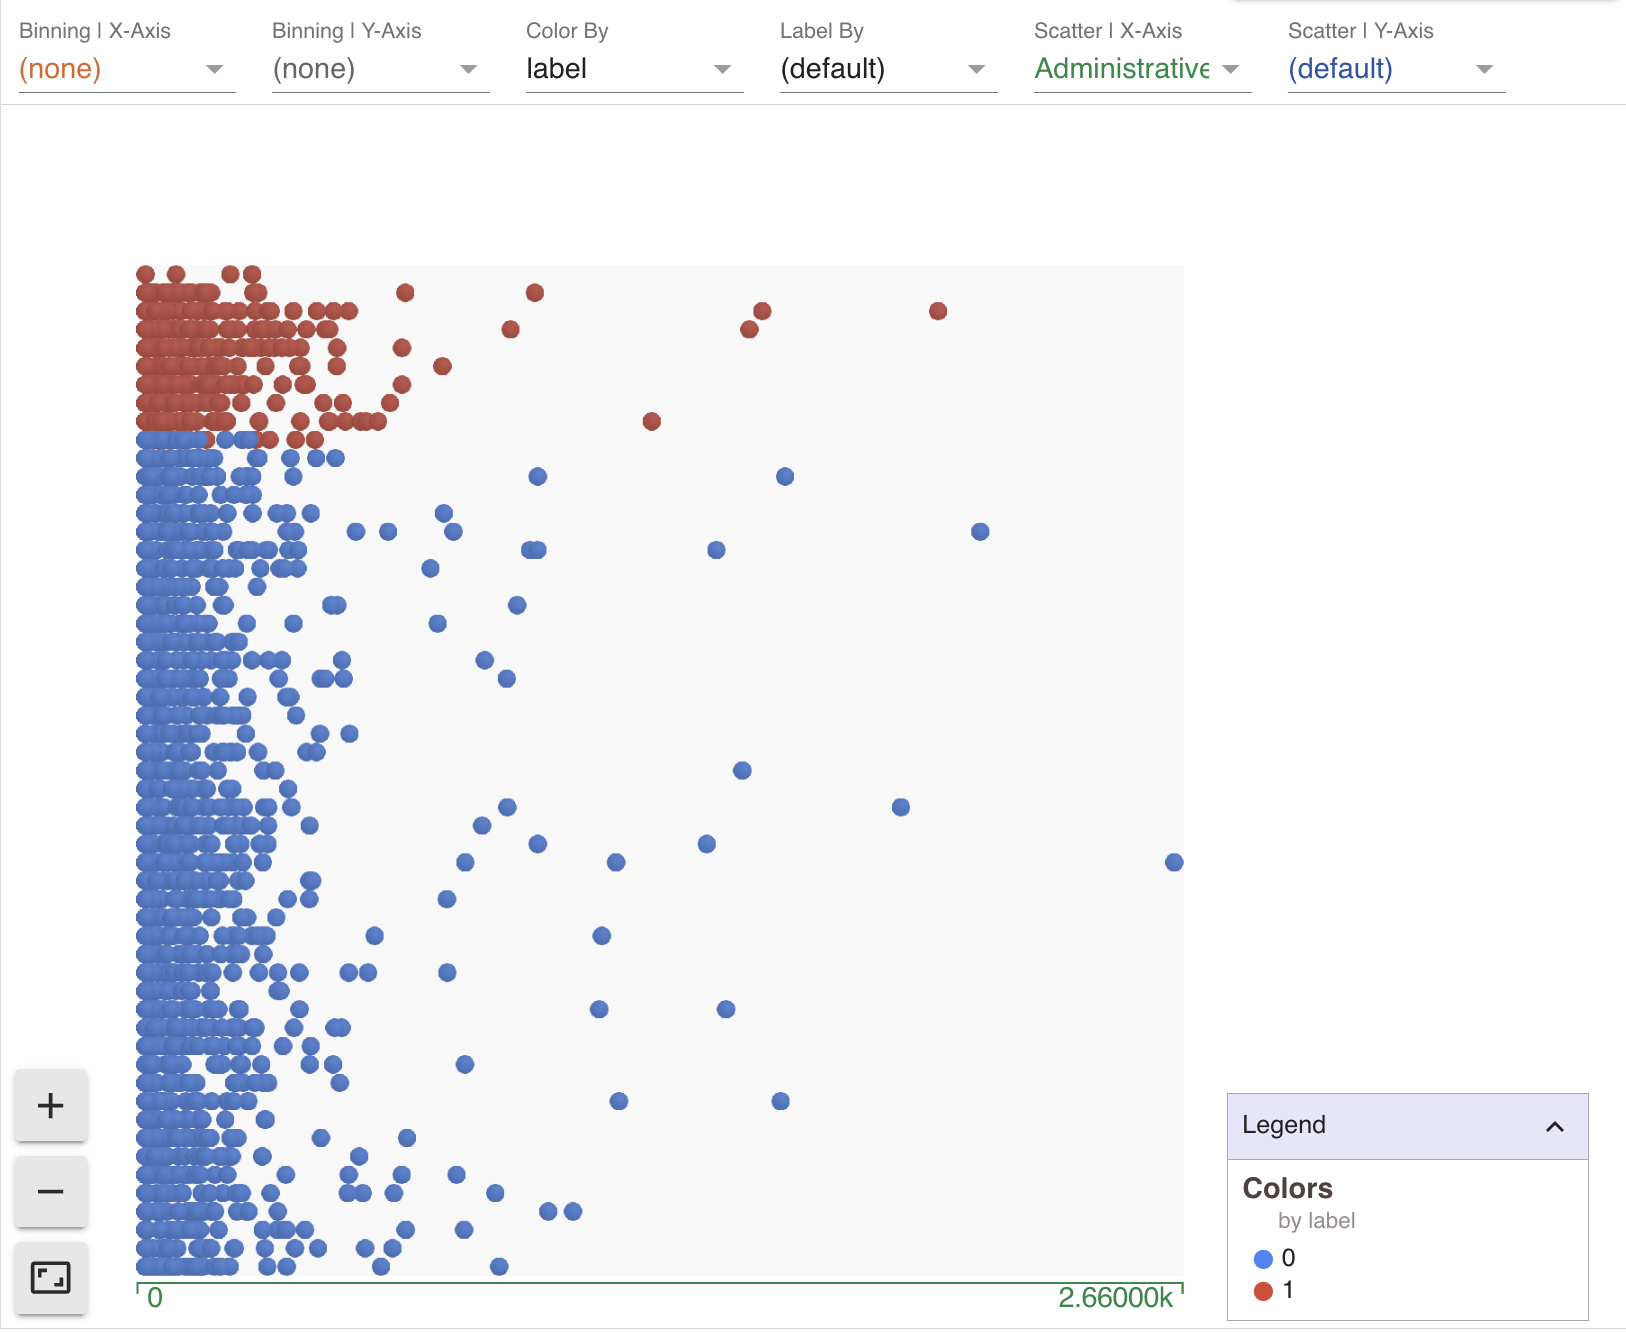 Binning | X-Axis
(none)
Binning | Y-Axis
(none)
Color By
label
Label By
(default)
Scatter | X-Axis
Administrative
Scatter | Y-Axis
(default)
0
2.66000k
+
−
Legend
Colors
by label
0
1